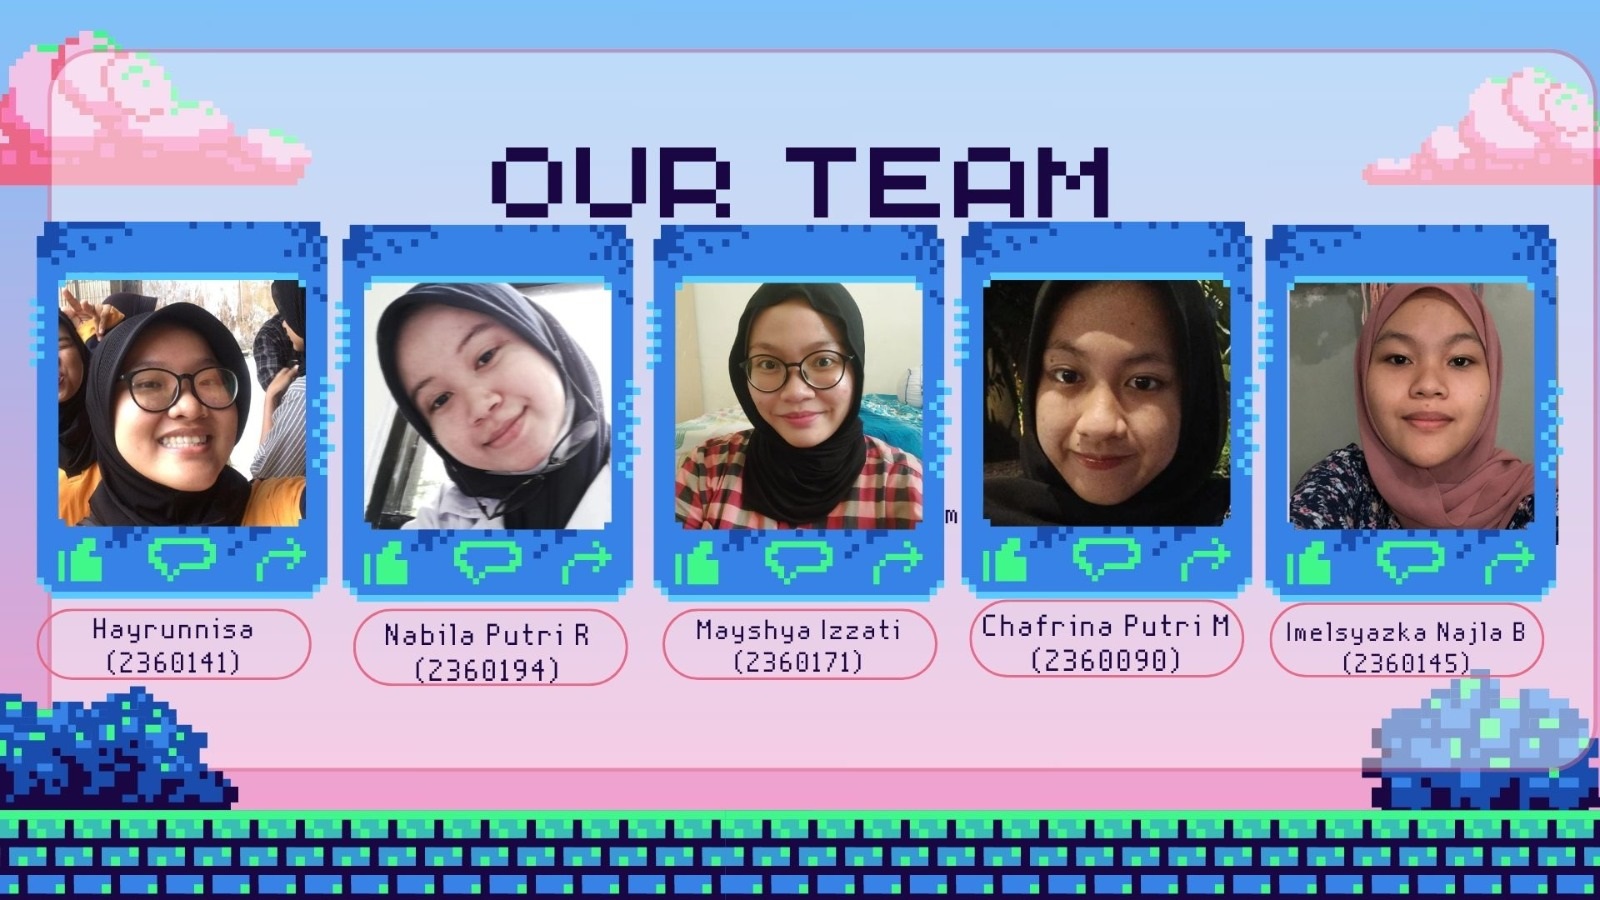 OUR TEAM
m
Hayrunnisa
(2360141)
Nabila Putri R
(2360194)
Mayshya Izzati
(2360171)
Chafrina Putri M
(2360090)
Imelsyazka Najla B
(2360145)